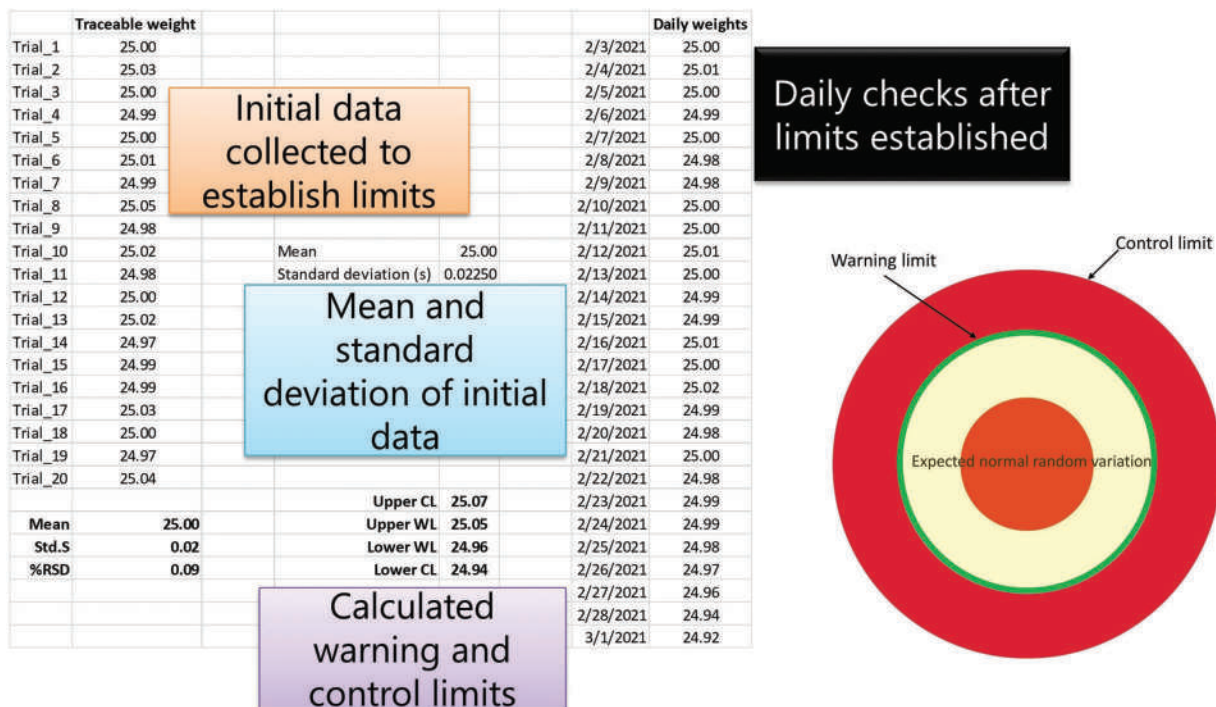 Traceable weight Daily weights
Trial_1 25.00 2/3/2021 25.00
Trial_2 25.03 2/4/2021 25.01
Trial_3 25.00 2/5/2021 25.00
Trial_4 24.99 2/6/2021 24.99
Trial_5 25.00 2/7/2021 25.00
Trial_6 25.01 2/8/2021 24.98
Trial_7 24.99 2/9/2021 24.98
Trial_8 25.05 2/10/2021 25.00
Trial_9 24.98 2/11/2021 25.00
Trial_10 25.02 Mean 25.00 2/12/2021 25.01
Trial_11 24.98 Standard deviation (s) 0.02250 2/13/2021 25.00
Trial_12 25.00 2/14/2021 24.99
Trial_13 25.02 2/15/2021 24.99
Trial_14 24.97 2/16/2021 25.01
Trial_15 24.99 2/17/2021 25.00
Trial_16 24.99 2/18/2021 25.02
Trial_17 25.03 2/19/2021 24.99
Trial_18 25.00 2/20/2021 24.98
Trial_19 24.97 2/21/2021 25.00
Trial_20 25.04 2/22/2021 24.98
Upper CL 25.07 2/23/2021 24.99
Mean 25.00 Upper WL 25.05 2/24/2021 24.99
Std.S 0.02 Lower WL 24.96 2/25/2021 24.98
%RSD 0.09 Lower CL 24.94 2/26/2021 24.97
2/27/2021 24.96
2/28/2021 24.94
3/1/2021 24.92
Initial data
collected to
establish limits
Mean and
standard
deviation of initial
data
Calculated
warning and
control limits
Daily checks after
limits established
Control limit
Warning limit
Expected normal random variation